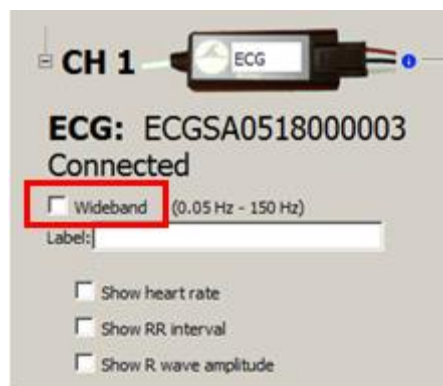 CH 1
ECG
ECG: ECGSA0518000003
Connected
Wideband (0.05 Hz - 150 Hz)
Label:
Show heart rate
Show RR interval
Show R wave amplitude